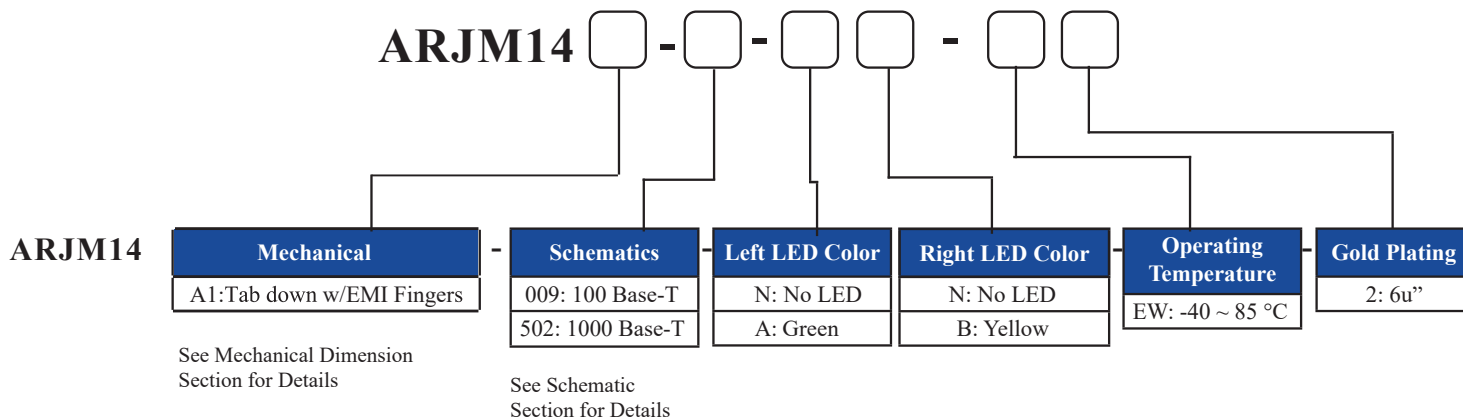 ARJM14 - - -
ARJM14 Mechanical - Schematics - Left LED Color Right LED Color - Operating Temperature - Gold Plating
A1:Tab down w/EMI Fingers 009: 100 Base-T N: No LED N: No LED EW: -40 ~ 85 °C 2: 6u”
502: 1000 Base-T A: Green B: Yellow
See Mechanical Dimension
Section for Details
See Schematic
Section for Details